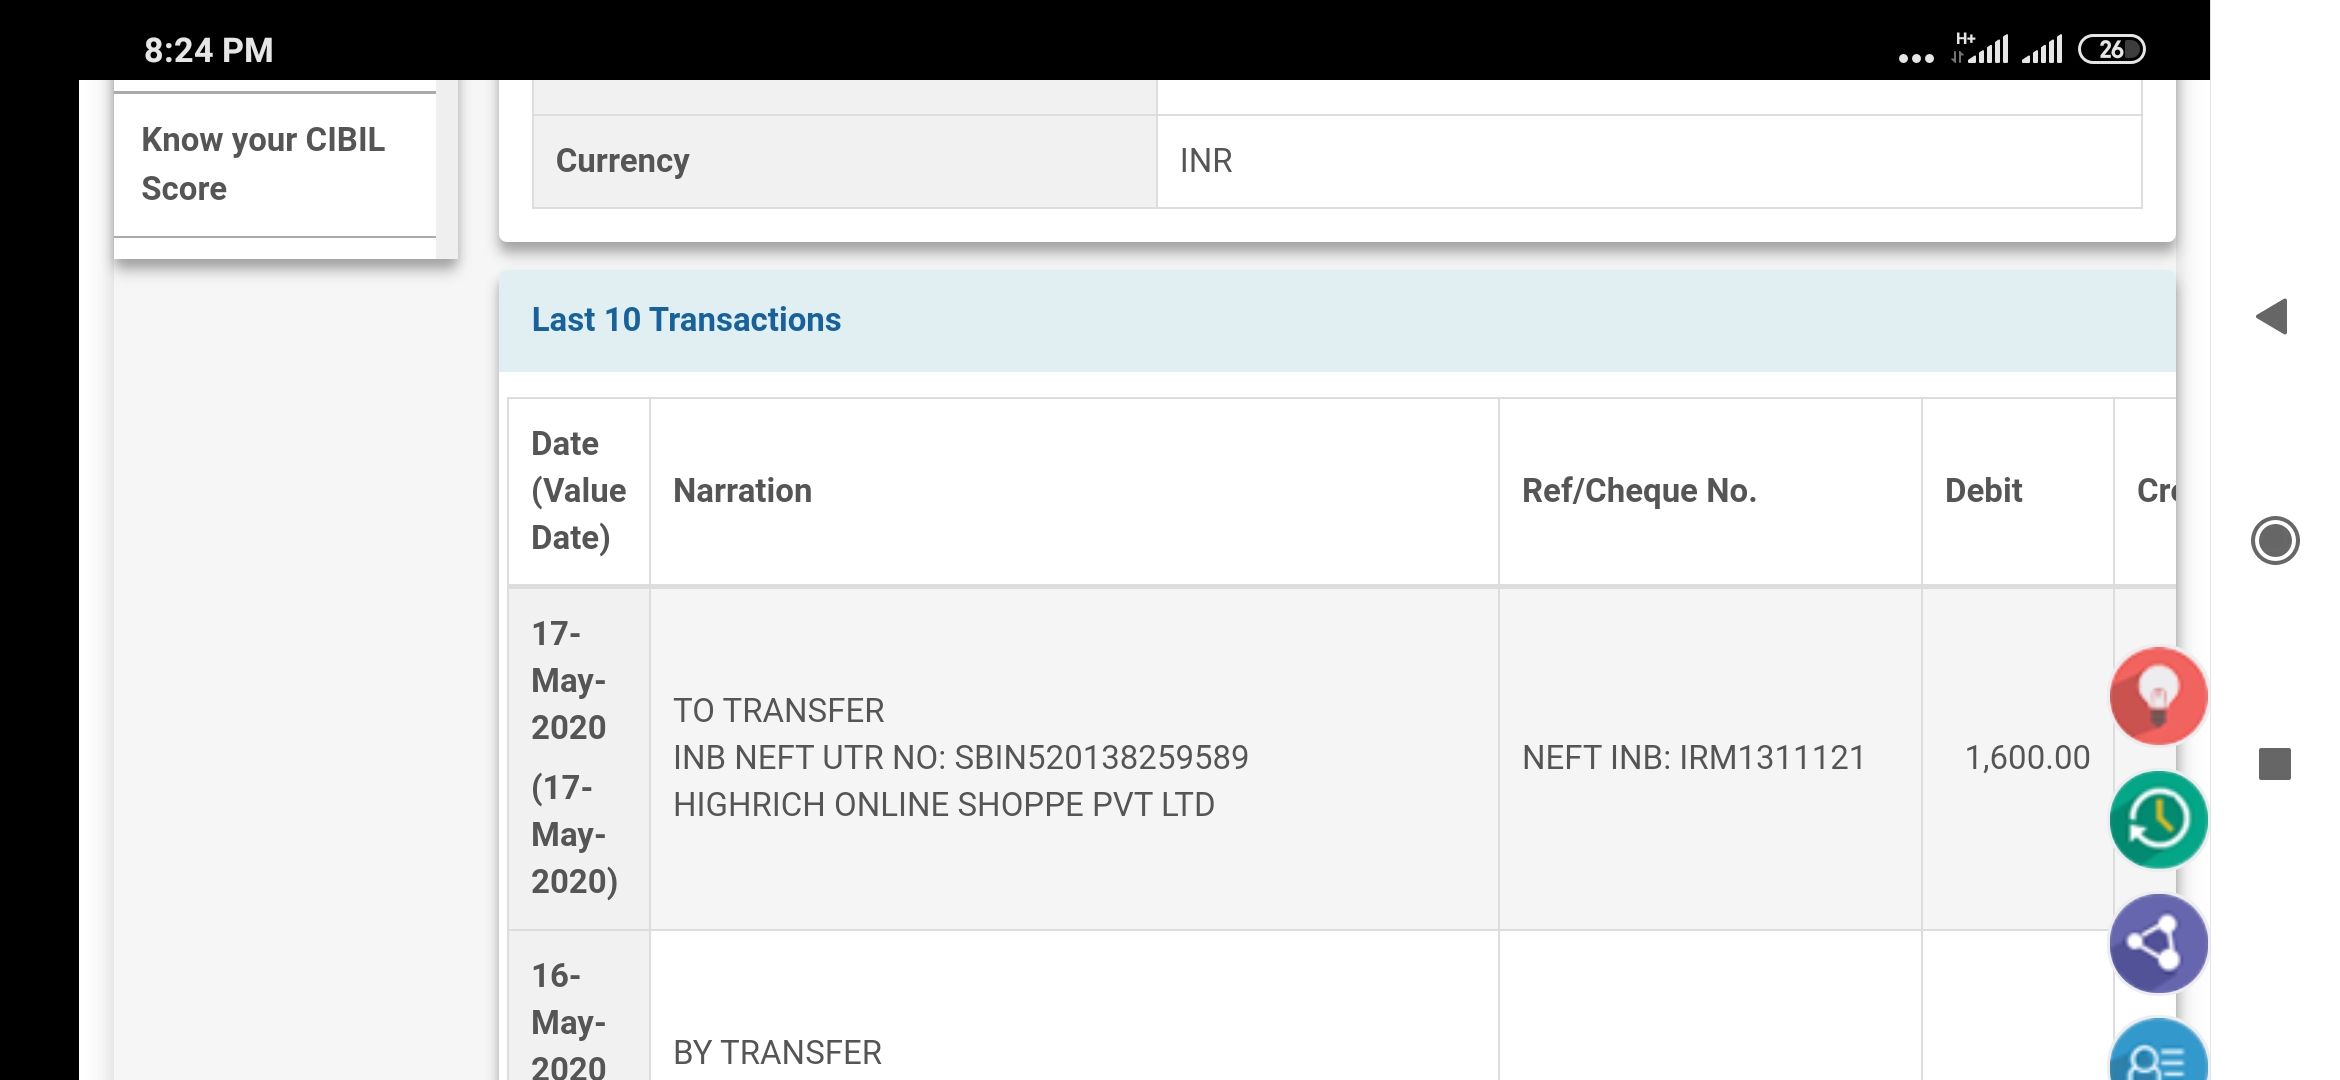 8:24 PM
H+
26
Know your CIBIL
Score
Currency
INR
Last 10 Transactions
Date
(Value
Date)
Narration
Ref/Cheque No.
Debit
17-
May-
2020
(17-
May-
2020)
TO TRANSFER
INB NEFT UTR NO: SBIN520138259589
HIGHRICH ONLINE SHOPPE PVT LTD
NEFT INB: IRM1311121
1,600.00
16-
May-
2020
BY TRANSFER